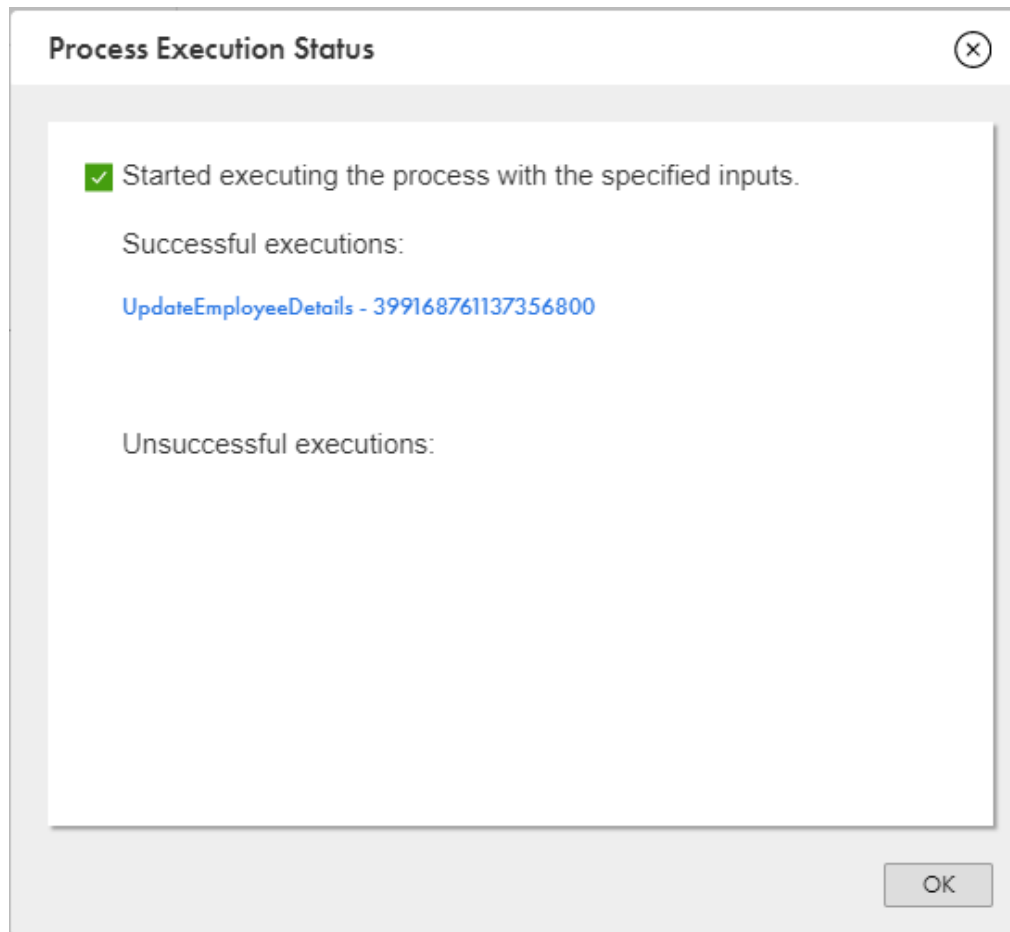 Process Execution Status
Started executing the process with the specified inputs.
Successful executions:
UpdateEmployeeDetails - 399168761137356800
Unsuccessful executions:
OK